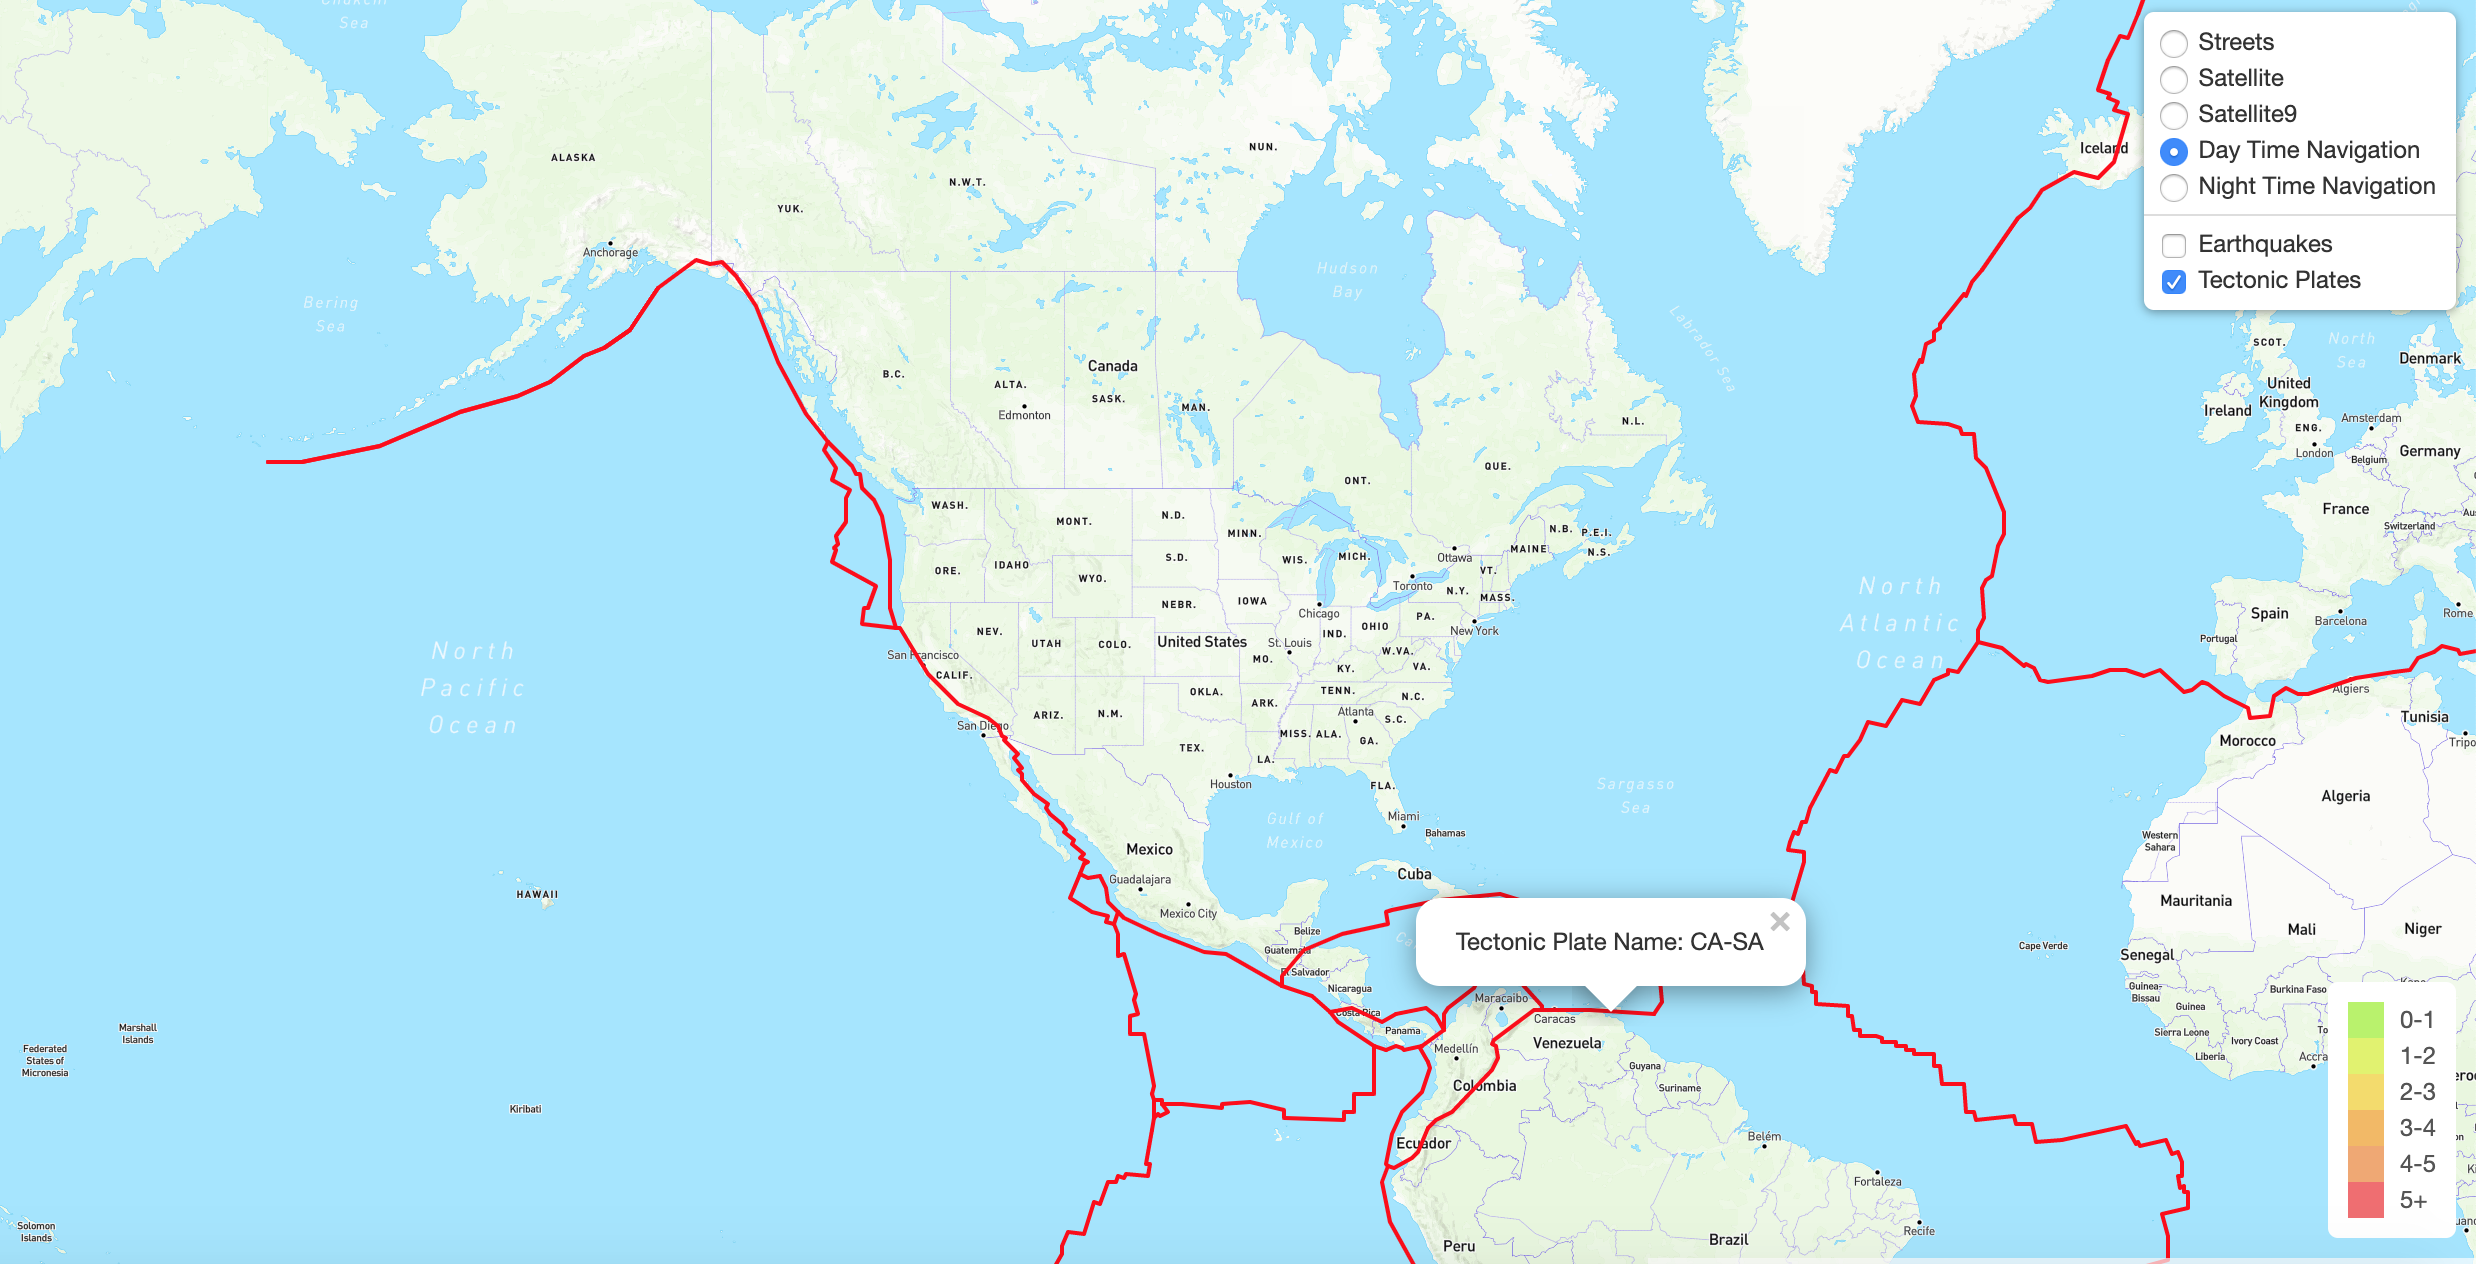 Chukchi
Sea
Streets
Satellite
Satellite9
Day Time Navigation
Night Time Navigation
Earthquakes
Tectonic Plates
Iceland
NUN.
ALASKA
N.W.T.
YUK.
Anchorage
Hudson
Bay
Bering
Sea
Labrador Sea
SCOT.
North
Sea
Denmark
United
Kingdom
Ireland
Amsterdam
ENG.
London
Belgium
Germany
B.C.
Canada
ALTA.
SASK.
Edmonton
MAN.
N.L.
QUE.
ONT.
France
Switzerland
WASH.
MONT.
N.D.
MINN.
N.B.
P.E.I.
MAINE
N.S.
Ottawa
ORE.
IDAHO
WYO.
S.D.
WIS.
MICH.
VT.
Toronto
N.Y.
MASS.
NEBR.
IOWA
Chicago
PA.
New York
North
Atlantic
Ocean
Spain
Barcelona
Rome
Portugal
NEV.
UTAH
COLO.
United States
St. Louis
IND.
OHIO
W.VA.
MO.
KY.
VA.
San Francisco
CALIF.
North
Pacific
Ocean
OKLA.
TENN.
N.C.
ARK.
ARIZ.
N.M.
Atlanta
S.C.
San Diego
MISS.
ALA.
GA.
TEX.
LA.
Houston
FLA.
Algiers
Tunisia
Morocco
Algeria
Sargasso
Sea
Miami
Bahamas
Gulf of
Mexico
Western
Sahara
Mexico
Guadalajara
Mexico City
Cuba
HAWAII
Mauritania
Mali
Niger
Cape Verde
Senegal
Belize
Guatemala
El Salvador
Nicaragua
Costa Rica
Panama
Tectonic Plate Name: CA-SA
×
Maracaibo
Caracas
Venezuela
Medellín
Colombia
Guyana
Suriname
Guinea-
Bissau
Guinea
Burkina Faso
Sierra Leone
Ivory Coast
Liberia
Accra
Marshall
Islands
Federated
States of
Micronesia
Kiribati
Ecuador
Belém
Fortaleza
Recife
Brazil
Peru
Solomon
Islands
0-1
1-2
2-3
3-4
4-5
5+